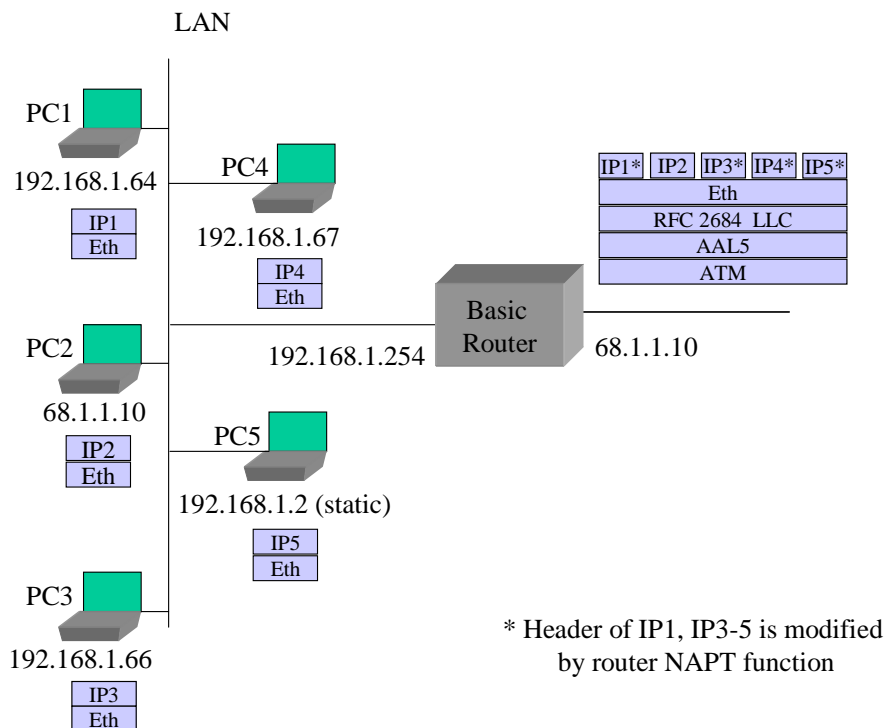 LAN
PC1
192.168.1.64
IP1
Eth
PC4
192.168.1.67
IP4
Eth
IP1* IP2 IP3* IP4* IP5*
Eth
RFC 2684 LLC
AAL5
ATM
Basic
Router
192.168.1.254
68.1.1.10
PC2
68.1.1.10
IP2
Eth
PC5
192.168.1.2 (static)
IP5
Eth
PC3
192.168.1.66
IP3
Eth
* Header of IP1, IP3-5 is modified
by router NAPT function